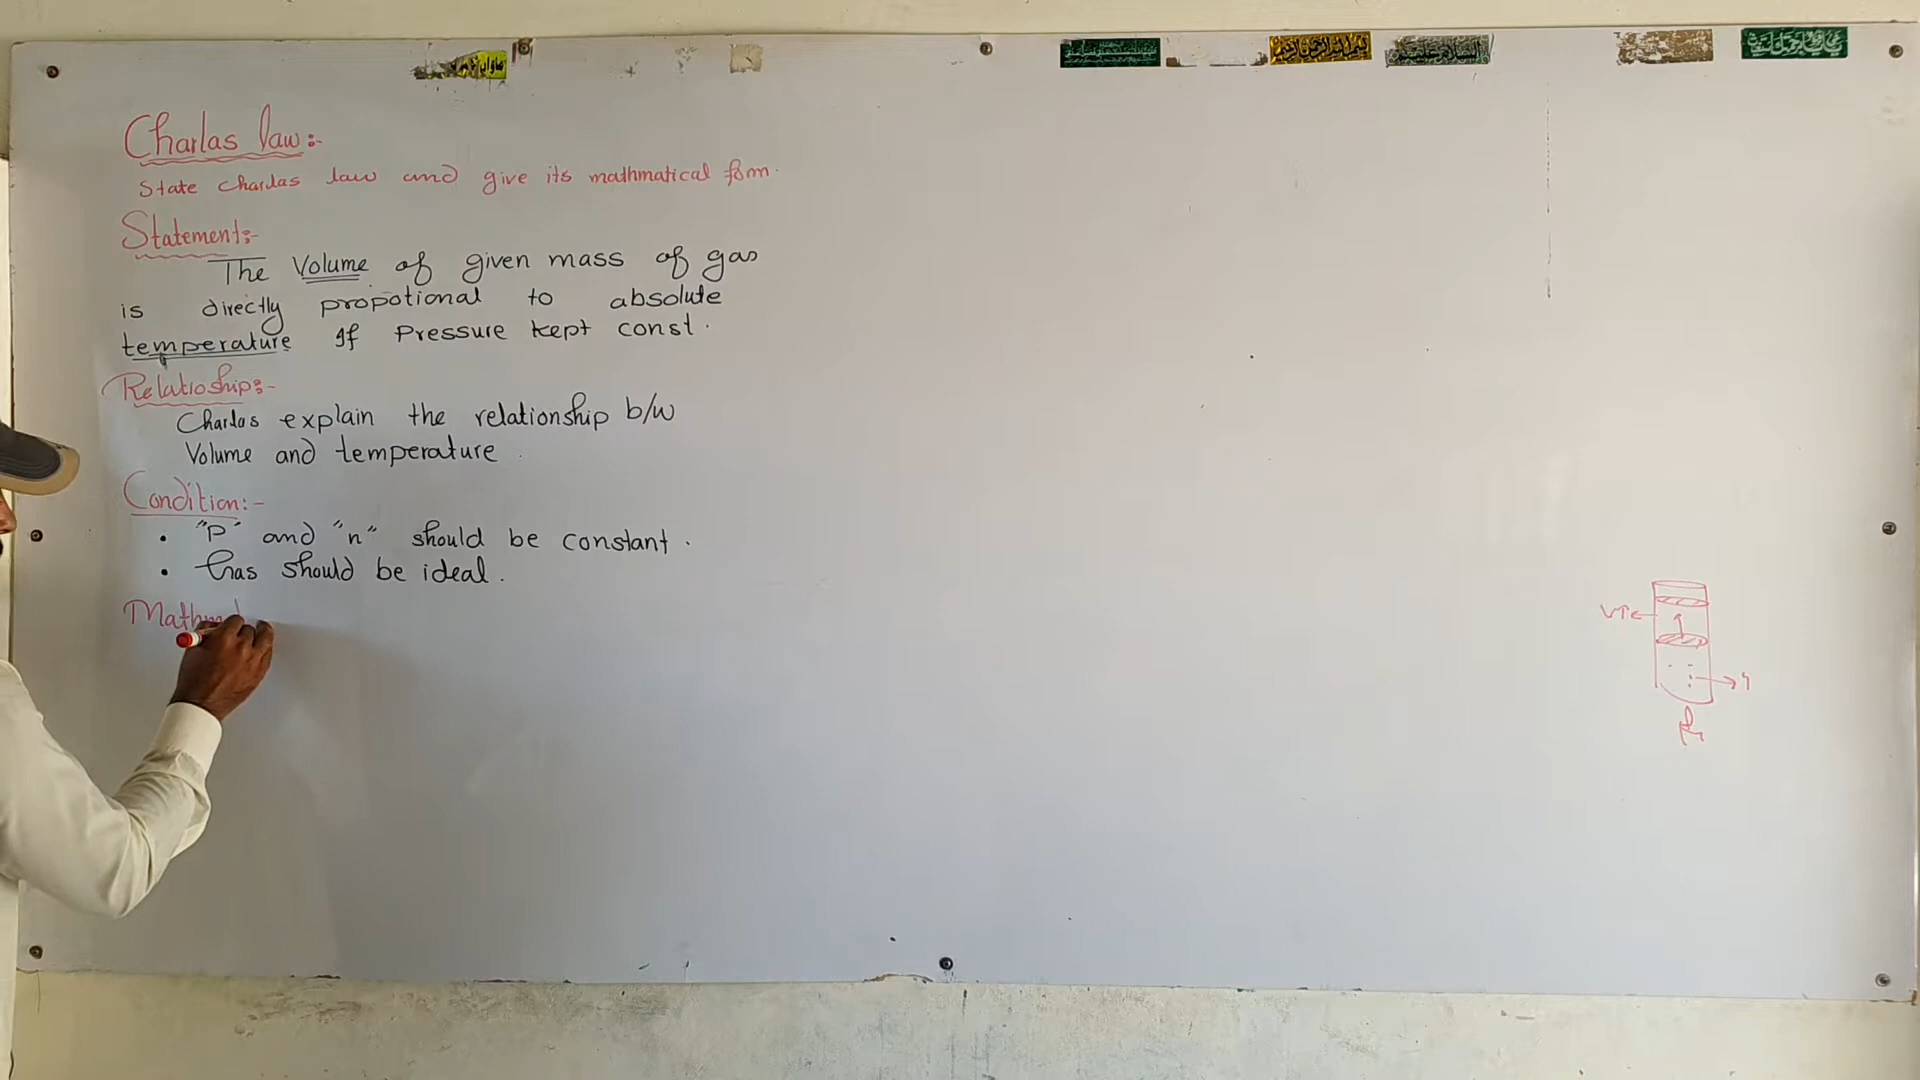 Charlas law:-
State charlas law and give its mathmatical form.
Statement:-
The Volume of given mass of gas
is directly propotional to absolute
temperature If Pressure kept const.
Relatioship:-
Charlas explain the relationship b/w
Volume and temperature.
Condition:-
• "P" and "n" should be constant.
• Gas should be ideal.